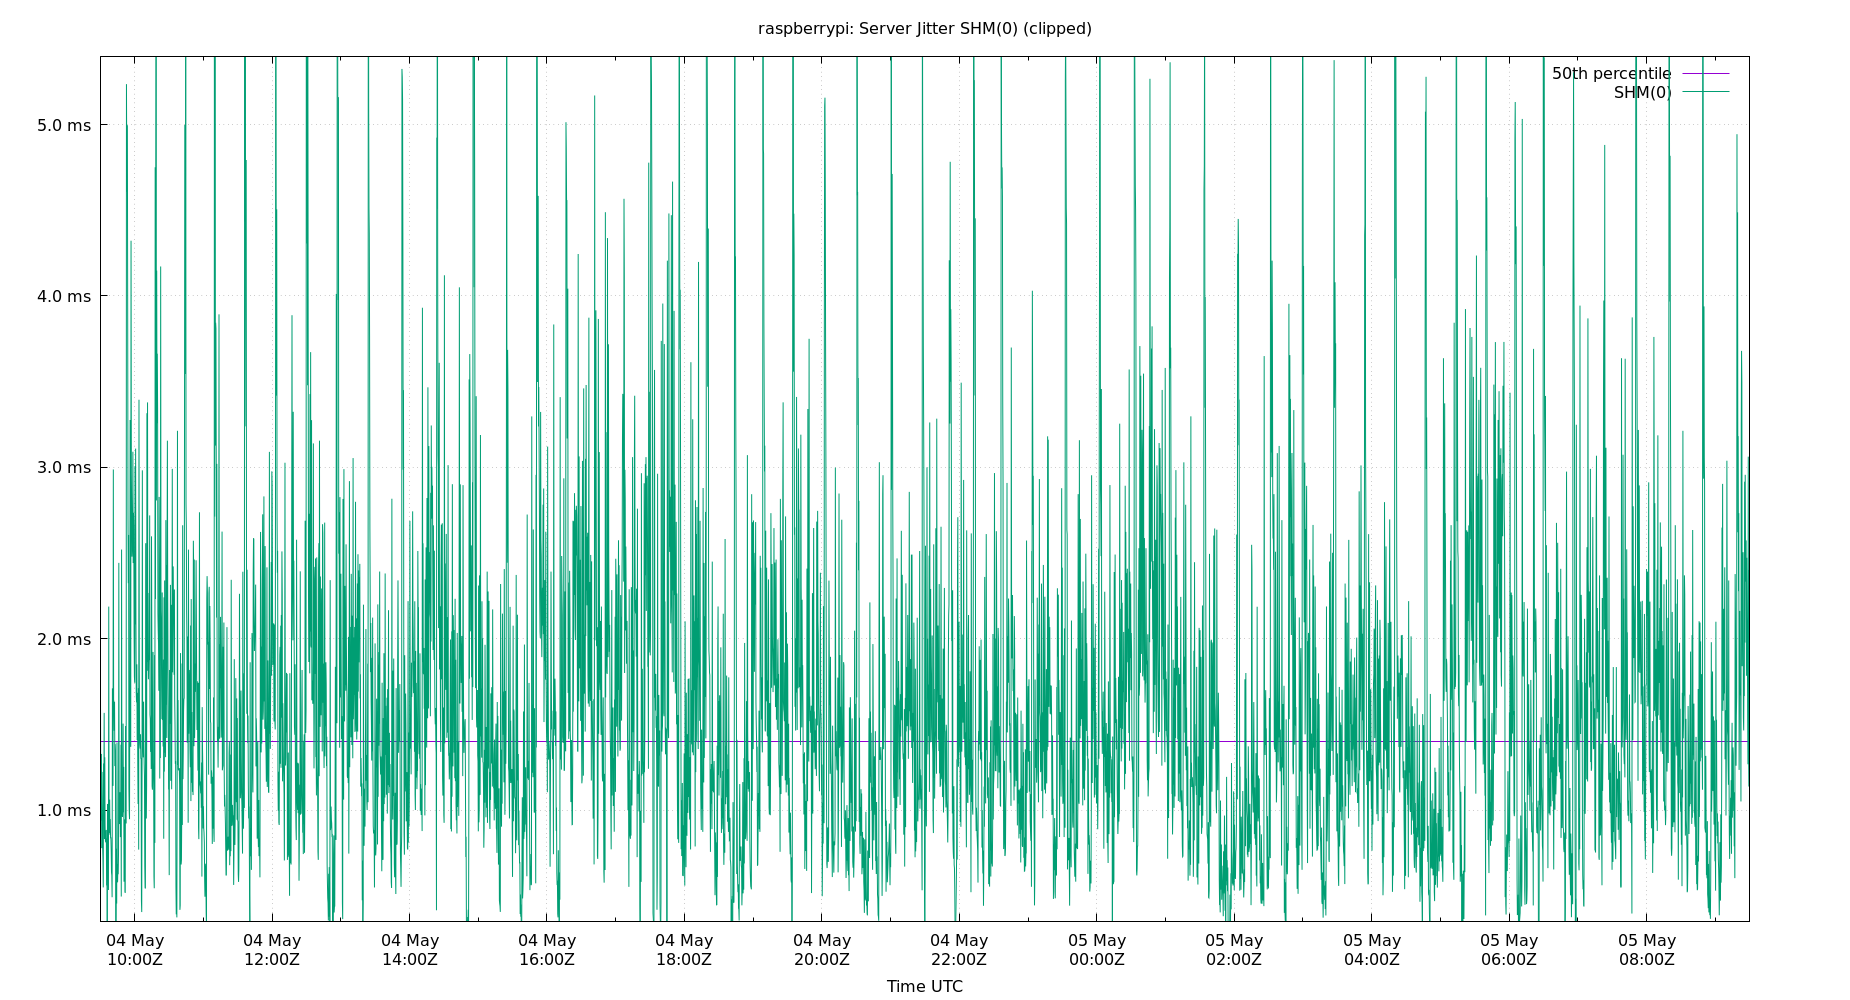 raspberrypi: Server Jitter SHM(0) (clipped)
50th percentile
SHM(0)
5.0 ms
4.0 ms
3.0 ms
2.0 ms
1.0 ms
04 May 04 May 04 May 04 May 04 May 04 May 04 May 05 May 05 May 05 May 05 May 05 May
10:00Z 12:00Z 14:00Z 16:00Z 18:00Z 20:00Z 22:00Z 00:00Z 02:00Z 04:00Z 06:00Z 08:00Z
Time UTC